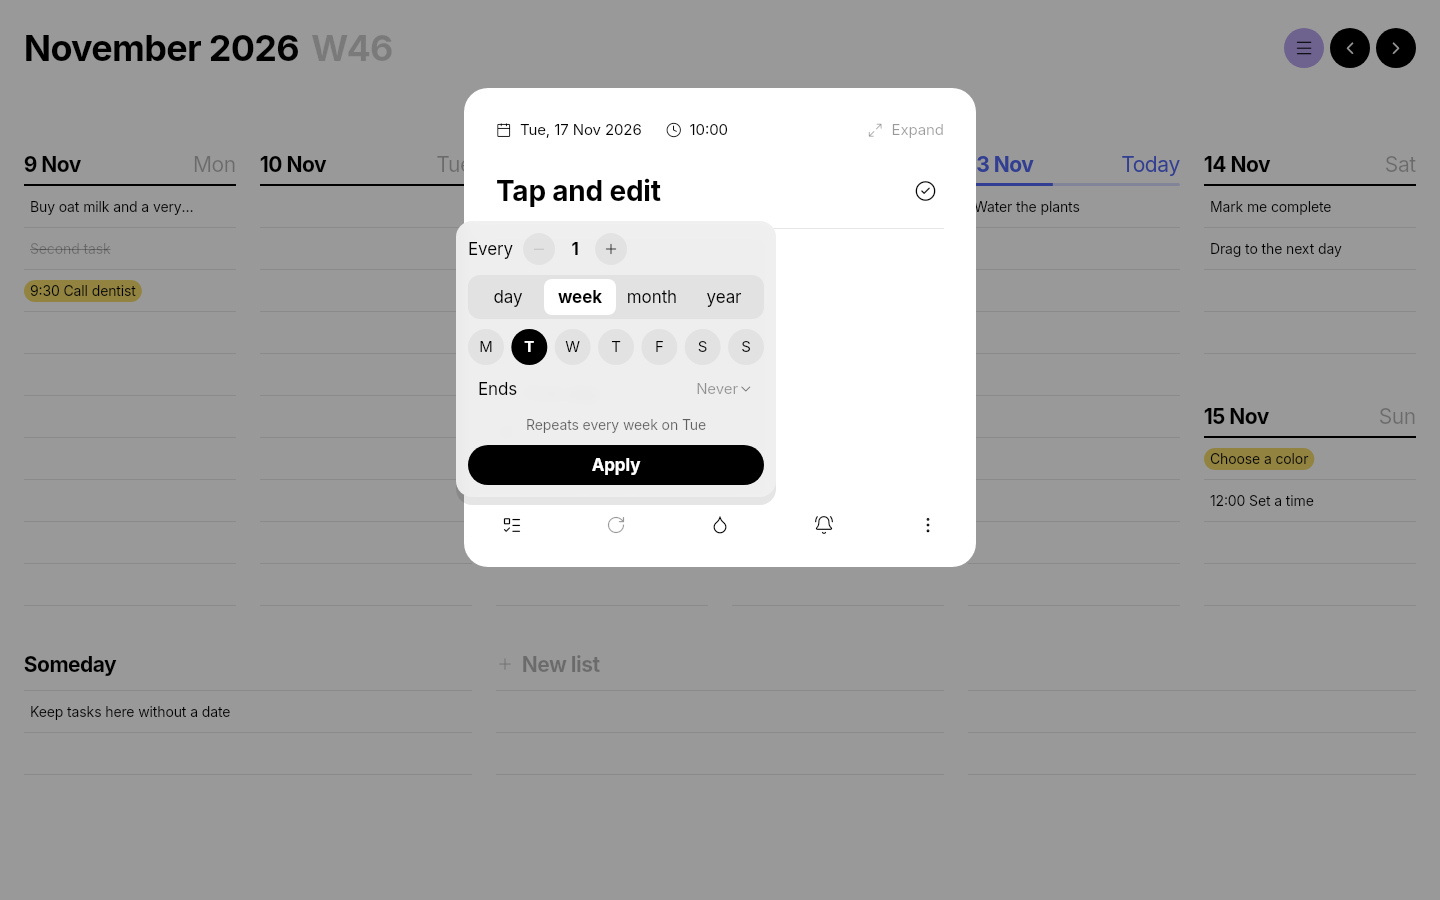 November 2026 W46
Tue, 17 Nov 2026 10:00 Expand
9 Nov Mon
10 Nov Tue
3 Nov Today
14 Nov Sat
Tap and edit
Buy oat milk and a very...
Water the plants
Mark me complete
Second task
Drag to the next day
9:30 Call dentist
Every 1
day week month year
M T W T F S S
Ends Never
Repeats every week on Tue
Apply
15 Nov Sun
Choose a color
12:00 Set a time
Someday
New list
Keep tasks here without a date